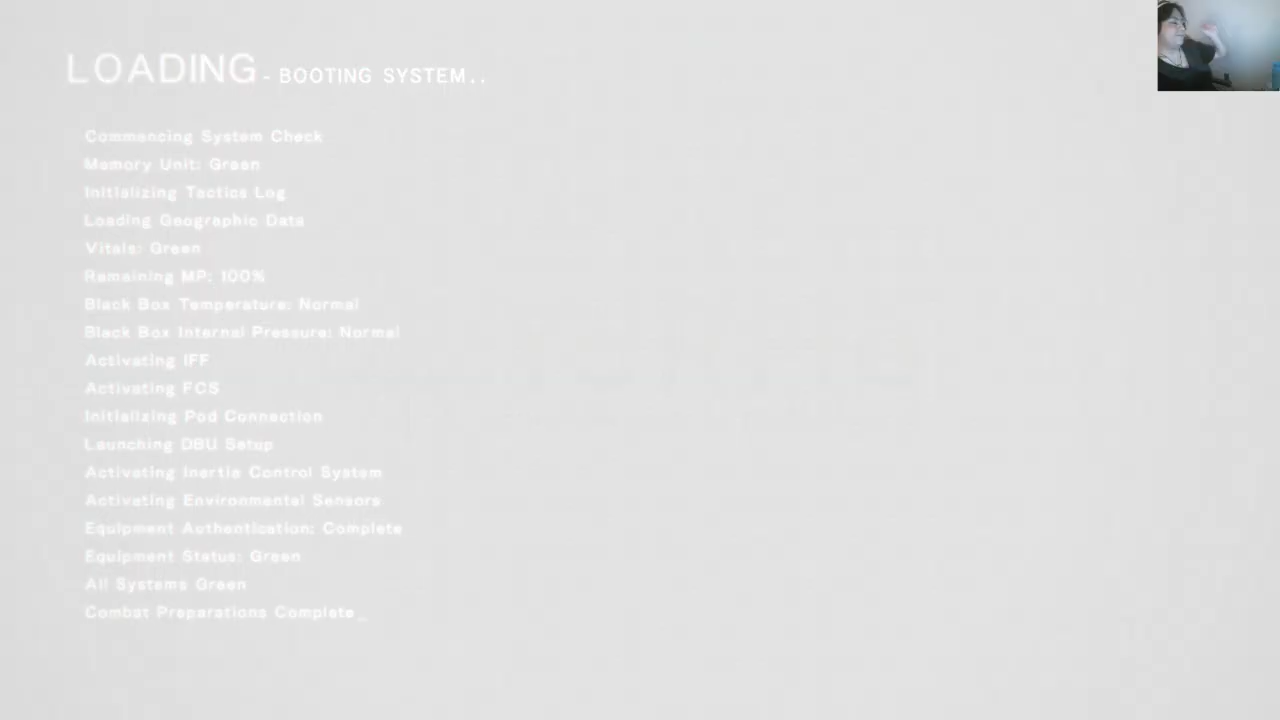 LOADING - BOOTING SYSTEM..
Commencing System Check
Memory Unit: Green
Initializing Tactics Log
Loading Geographic Data
Vitals: Green
Remaining MP: 100%
Black Box Temperature: Normal
Black Box Internal Pressure: Normal
Activating IFF
Activating FCS
Initializing Pod Connection
Launching DBU Setup
Activating Inertia Control System
Activating Environmental Sensors
Equipment Authentication: Complete
Equipment Status: Green
All Systems Green
Combat Preparations Complete_